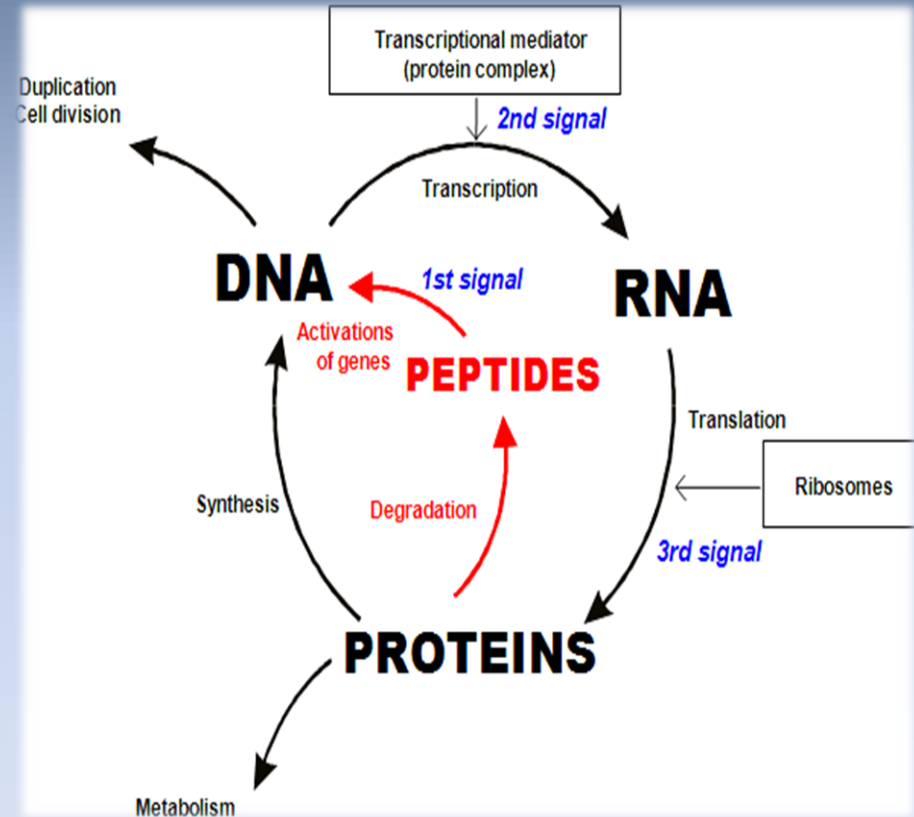 Transcriptional mediator
(protein complex)
Duplication
Cell division
2nd signal
Transcription
DNA
1st signal
RNA
Activations
of genes
PEPTIDES
Translation
Ribosomes
Synthesis
Degradation
3rd signal
PROTEINS
Metabolism